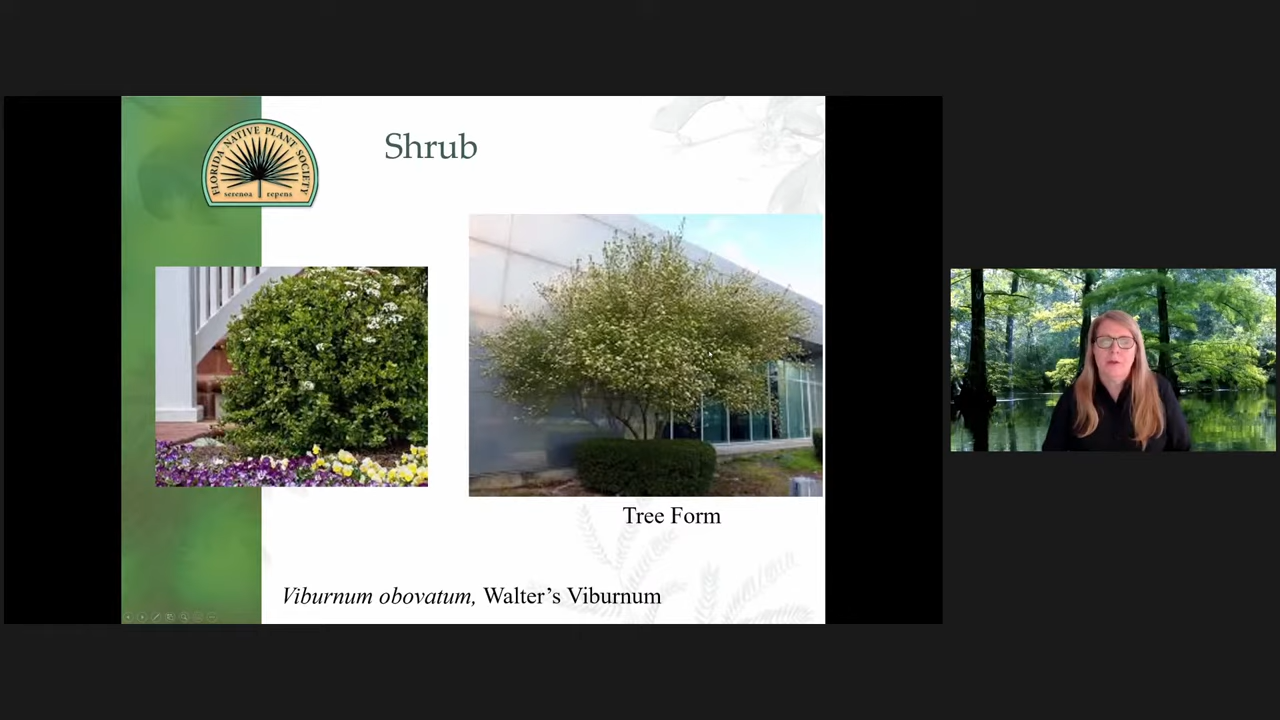 FLORIDA NATIVE PLANT SOCIETY
serenoa repens
Shrub
Tree Form
Viburnum obovatum, Walter’s Viburnum